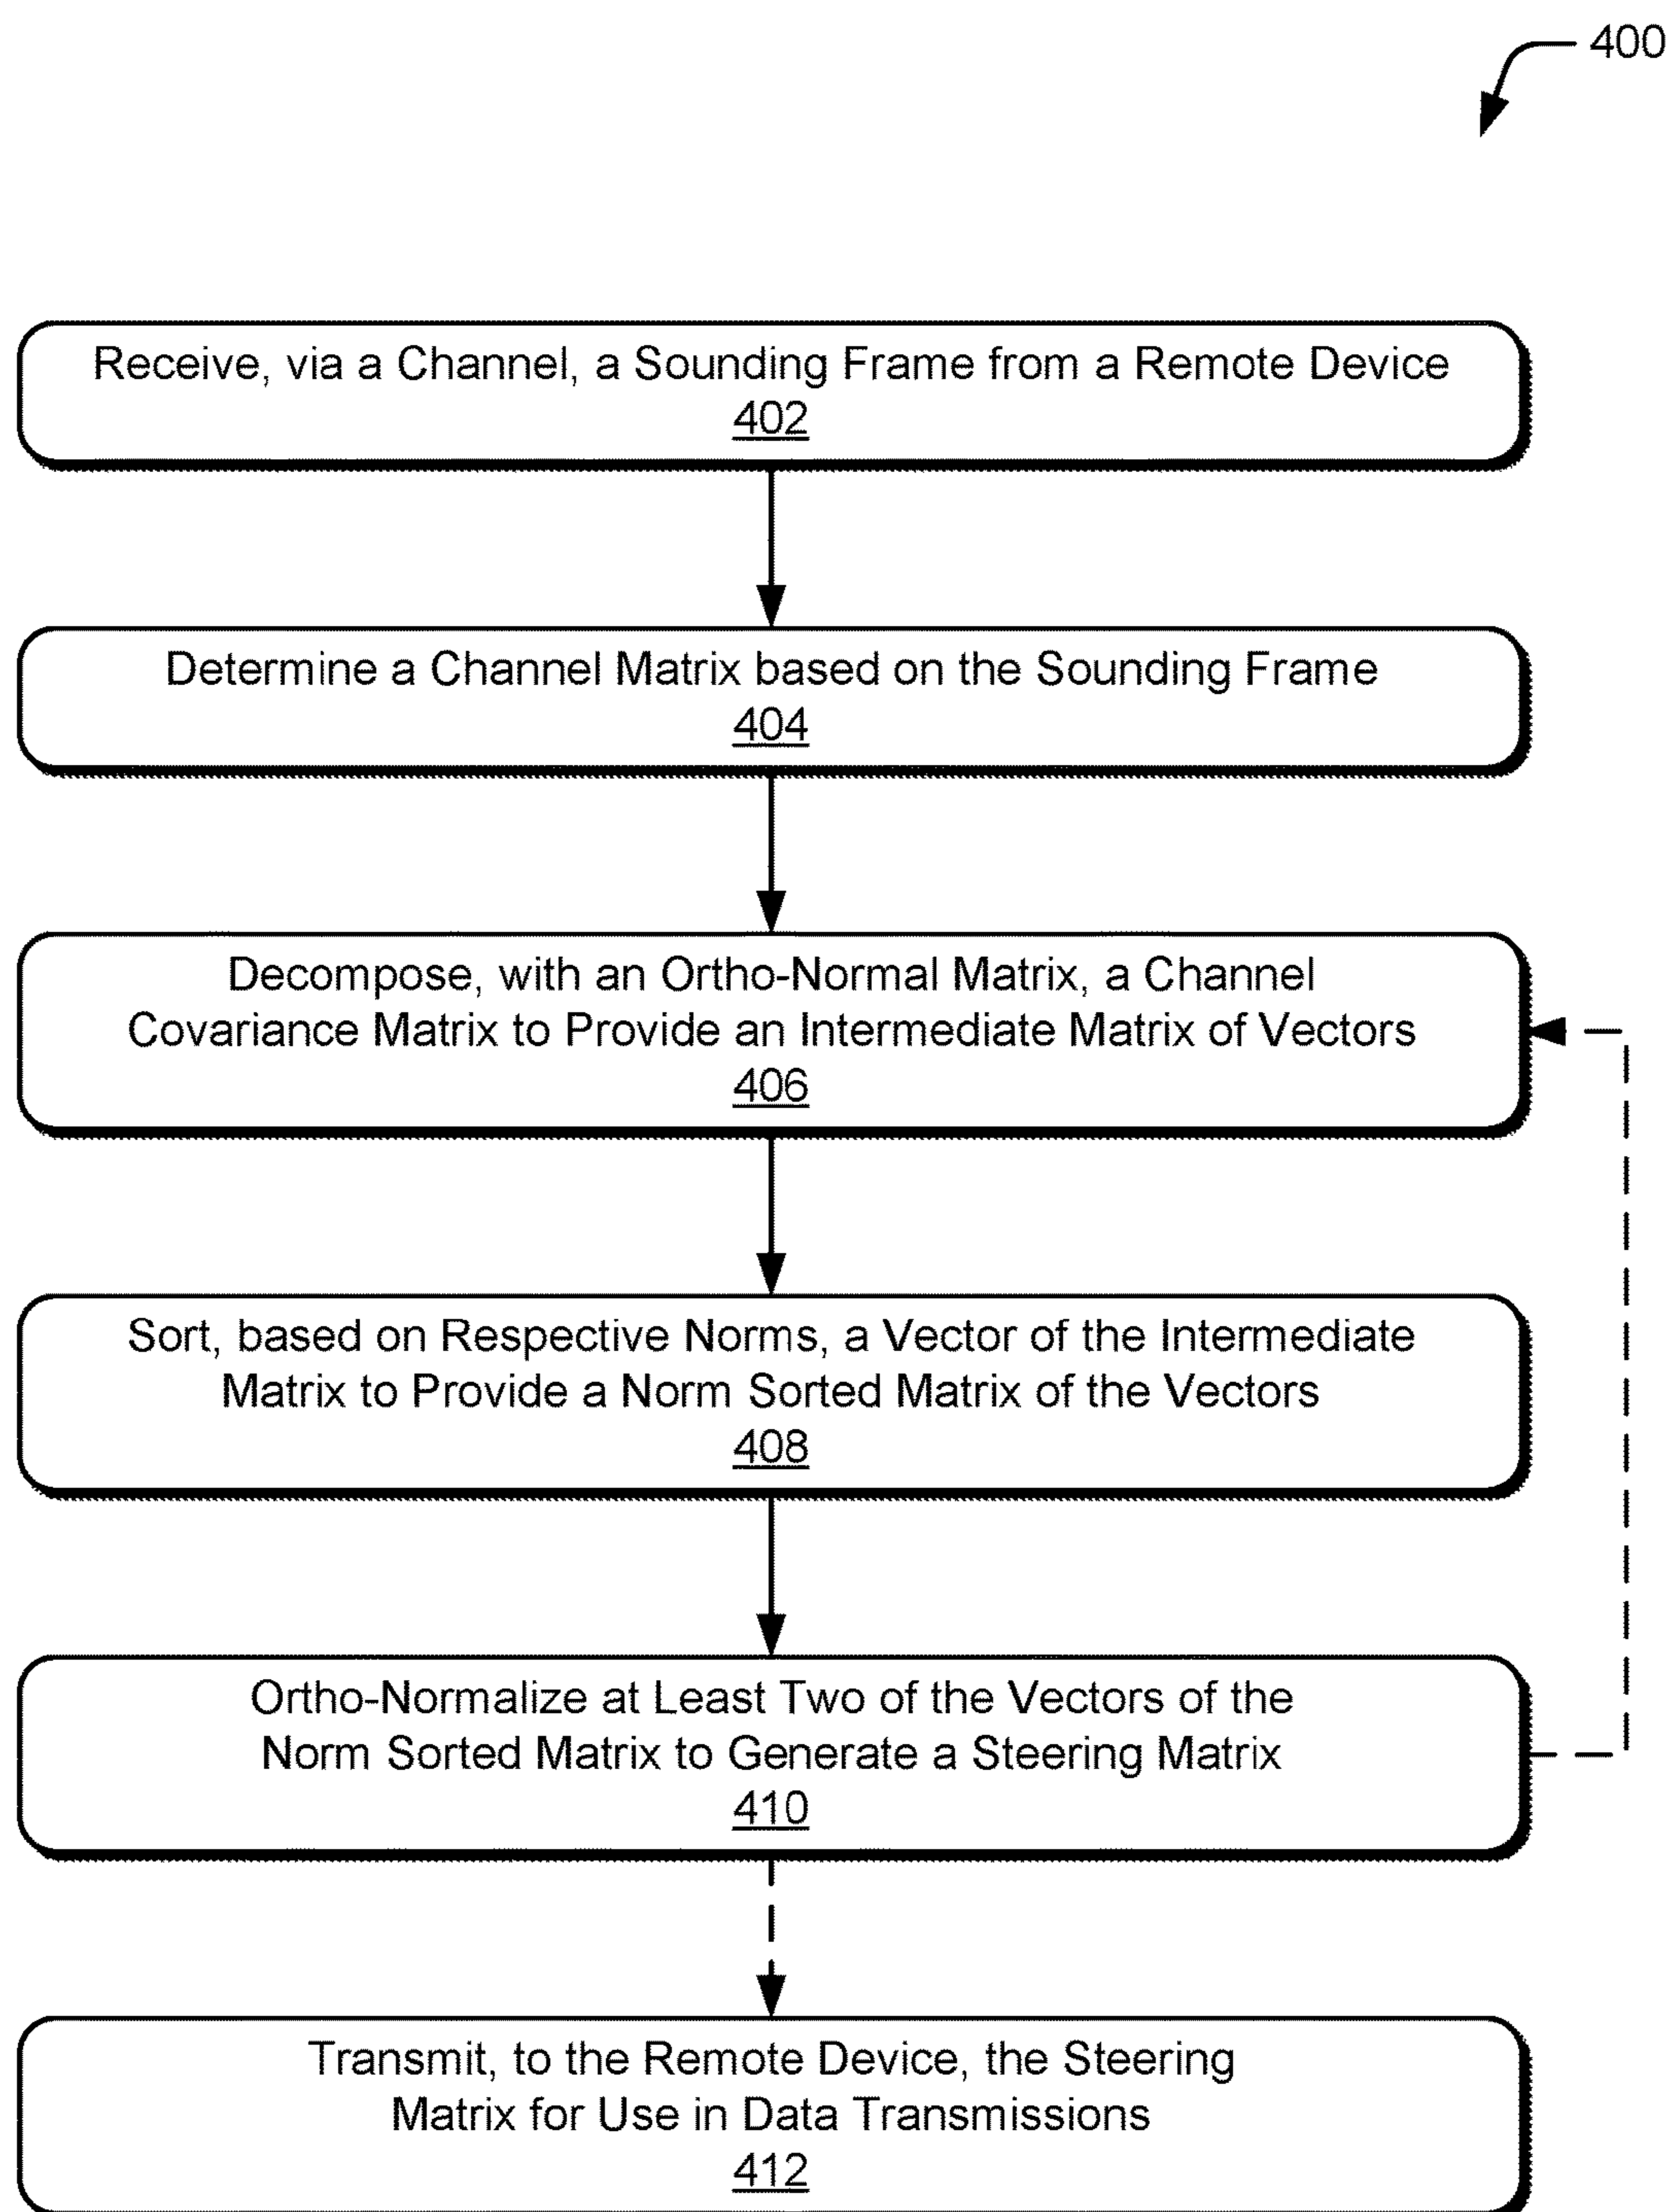 400
Receive, via a Channel, a Sounding Frame from a Remote Device
402
Determine a Channel Matrix based on the Sounding Frame
404
Decompose, with an Ortho-Normal Matrix, a Channel
Covariance Matrix to Provide an Intermediate Matrix of Vectors
406
Sort, based on Respective Norms, a Vector of the Intermediate
Matrix to Provide a Norm Sorted Matrix of the Vectors
408
Ortho-Normalize at Least Two of the Vectors of the
Norm Sorted Matrix to Generate a Steering Matrix
410
Transmit, to the Remote Device, the Steering
Matrix for Use in Data Transmissions
412